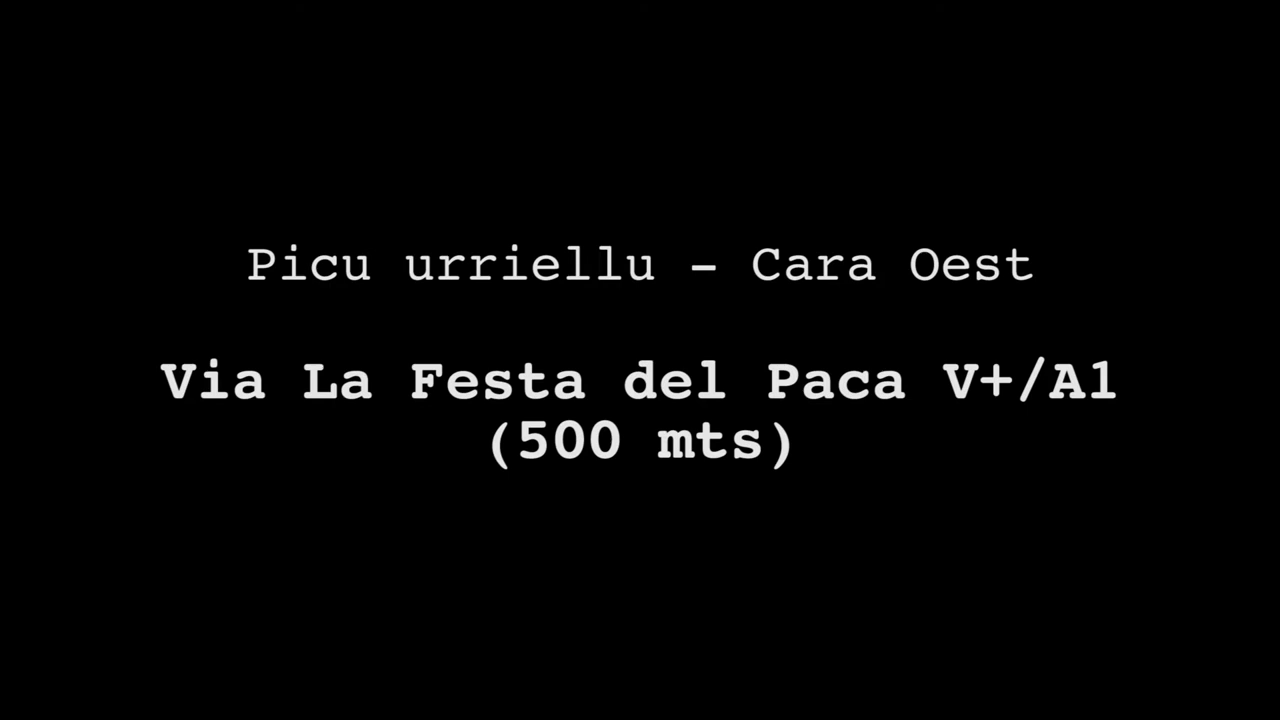 Picu urriellu - Cara Oest
Via La Festa del Paca V+/A1
(500 mts)